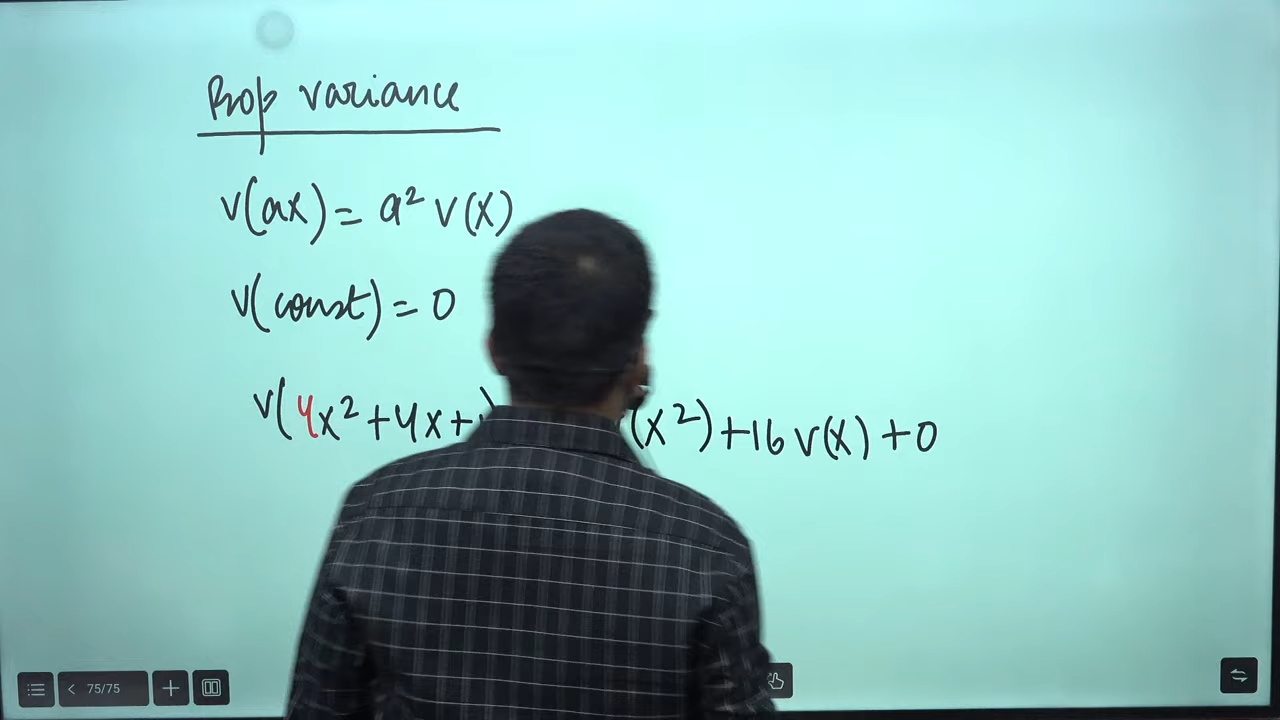 Prop variance
V(ax) = a² V(X)
V(const) = 0
V(4x² + 4x + (x²) + 16 V(X) + 0
75/75